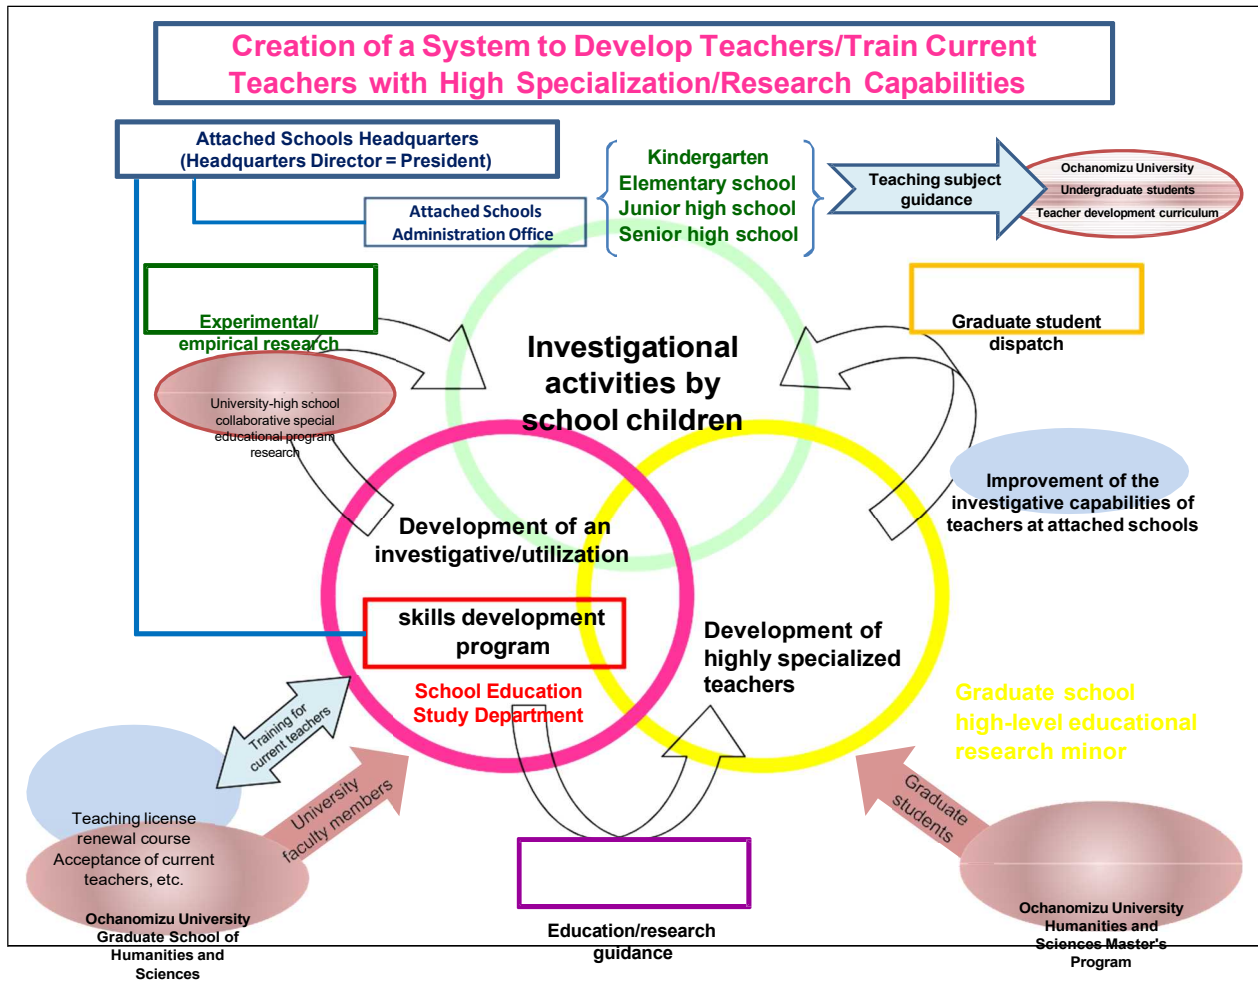 Creation of a System to Develop Teachers/Train Current
Teachers with High Specialization/Research Capabilities
Attached Schools Headquarters
(Headquarters Director = President)
Attached Schools
Administration Office
Kindergarten
Elementary school
Junior high school
Senior high school
Teaching subject
guidance
Ochanomizu University
Undergraduate students
Teacher development curriculum
Experimental/
empirical research
University-high school
collaborative special
educational program
research
Investigational
activities by
school children
Graduate student
dispatch
Improvement of the
investigative capabilities of
teachers at attached schools
Development of an
investigative/utilization
skills development
program
School Education
Study Department
Development of
highly specialized
teachers
Graduate school
high-level educational
research minor
Training for
current teachers
University
faculty members
Graduate
students
Teaching license
renewal course
Acceptance of current
teachers, etc.
Ochanomizu University
Graduate School of
Humanities and
Sciences
Education/research
guidance
Ochanomizu University
Humanities and
Sciences Master's
Program